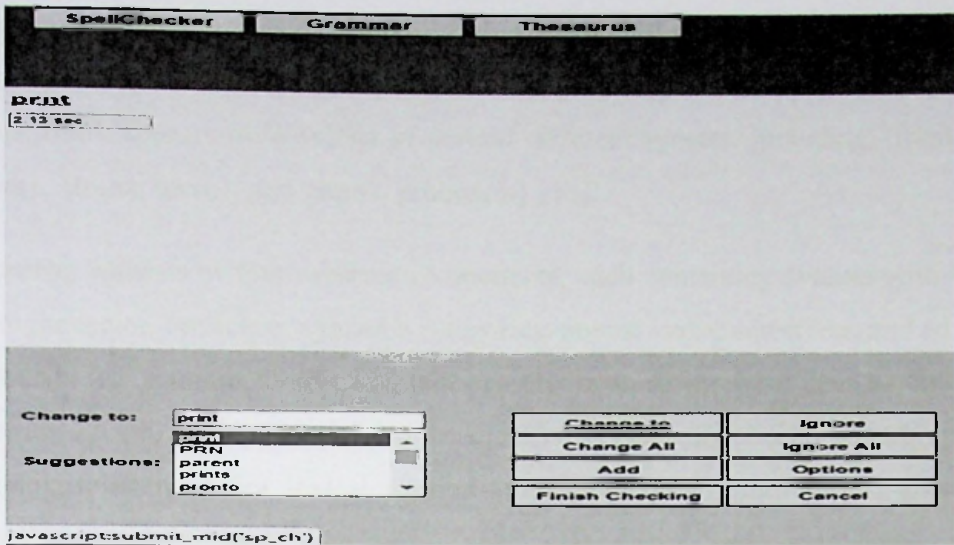 SpellChecker Grammar Thesaurus
prnt
2.13 sec
Change to: print
Change to Ignore
print
PRN
Change All Ignore All
Suggestions: parent
prints
Add Options
pronto
Finish Checking Cancel
javascript:submit_mid('sp_ch')